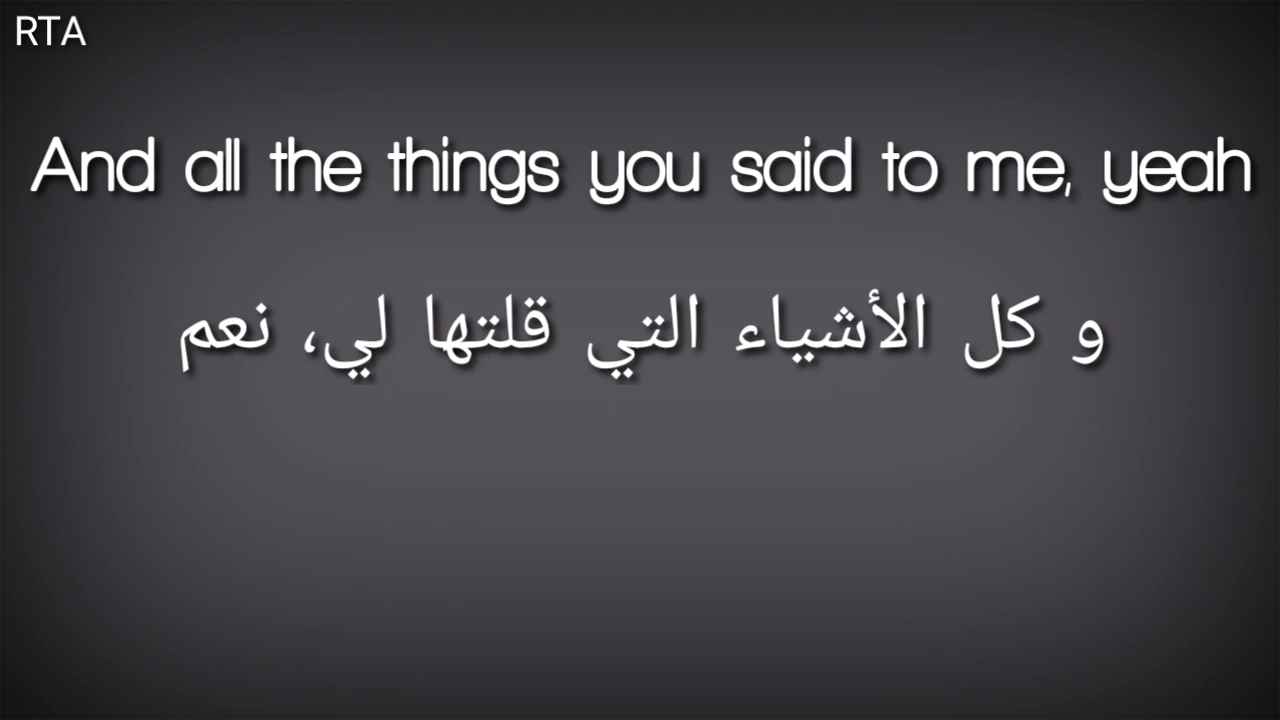 RTA
And all the things you said to me, yeah
و كل الأشياء التي قلتها لي، نعم